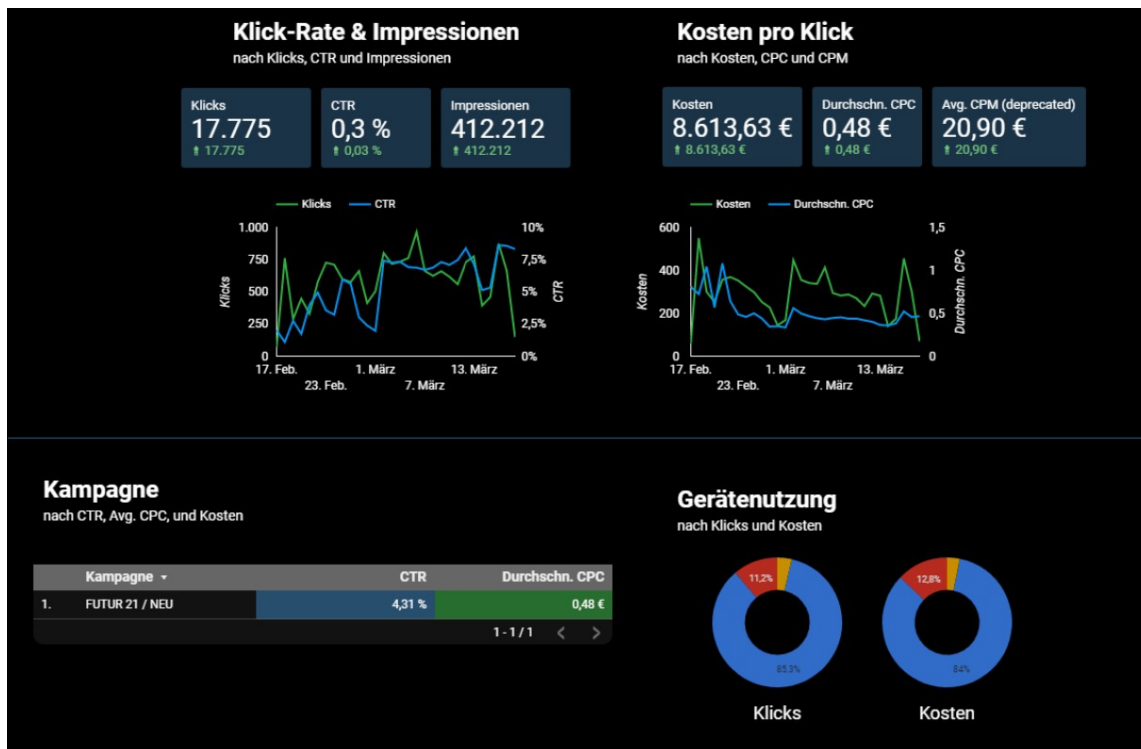 Klick-Rate & Impressionen
nach Klicks, CTR und Impressionen
Klicks
17.775
17.775
CTR
0,3 %
0,03 %
Impressionen
412.212
412.212
Klicks CTR
1.000
750
500
250
0
Klicks
10%
7,5%
5%
2,5%
0%
CTR
17. Feb.
23. Feb.
1. März
7. März
13. März
Kosten pro Klick
nach Kosten, CPC und CPM
Kosten
8.613,63 €
8.613,63 €
Durchschn. CPC
0,48 €
0,48 €
Avg. CPM (deprecated)
20,90 €
20,90 €
Kosten Durchschn. CPC
600
400
200
0
Kosten
1,5
1
0,5
0
Durchschn. CPC
17. Feb.
23. Feb.
1. März
7. März
13. März
Kampagne
nach CTR, Avg. CPC, und Kosten
Kampagne CTR Durchschn. CPC
1. FUTUR 21 / NEU 4,31 % 0,48 €
1 - 1 / 1
Gerätenutzung
nach Klicks und Kosten
11,2%
85,3%
Klicks
12,8%
84%
Kosten